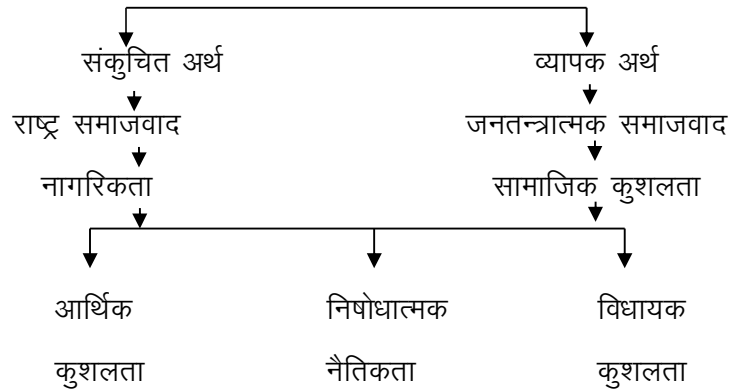 संकुचित अर्थ व्यापक अर्थ
राष्ट्र समाजवाद जनतन्त्रात्मक समाजवाद
नागरिकता सामाजिक कुशलता
आर्थिक निषोधात्मक विधायक
कुशलता नैतिकता कुशलता